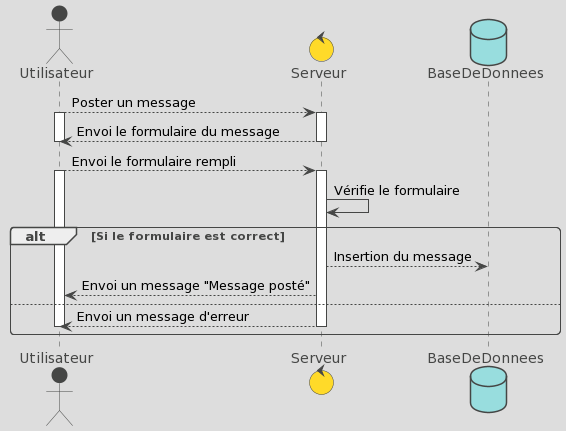 Utilisateur Serveur BaseDeDonnees
Poster un message
Envoi le formulaire du message
Envoi le formulaire rempli
Vérifie le formulaire
alt [Si le formulaire est correct]
Insertion du message
Envoi un message "Message posté"
Envoi un message d'erreur
Utilisateur Serveur BaseDeDonnees